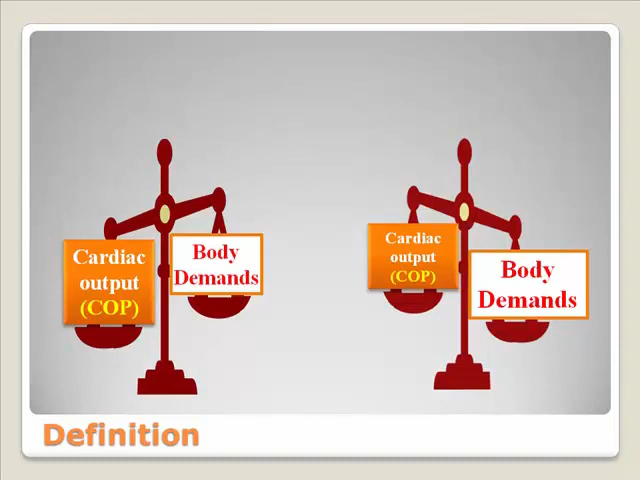 Cardiac
output
(COP)
Body
Demands
Cardiac
output
(COP)
Body
Demands
Definition